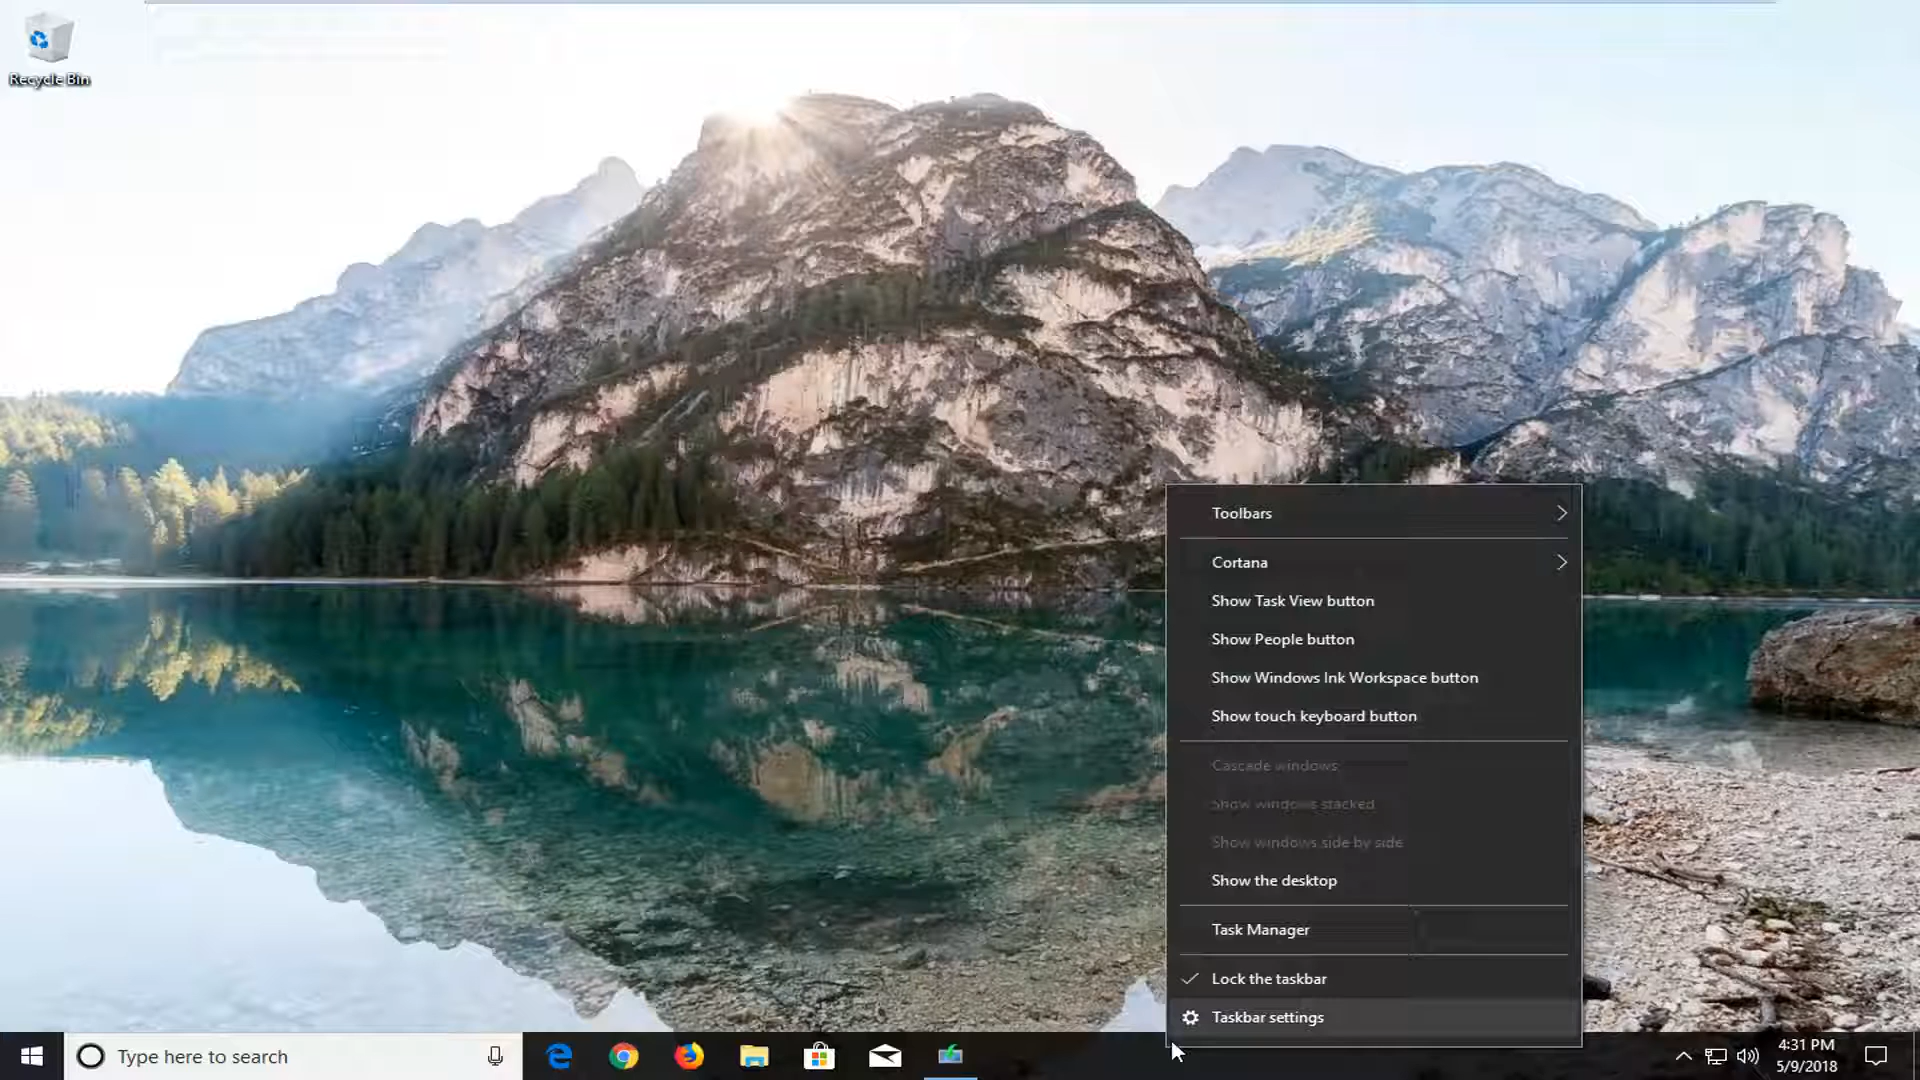 Recycle Bin
Toolbars
Cortana
Show Task View button
Show People button
Show Windows Ink Workspace button
Show touch keyboard button
Cascade windows
Show windows stacked
Show windows side by side
Show the desktop
Task Manager
Lock the taskbar
Taskbar settings
Type here to search
4:31 PM
5/9/2018